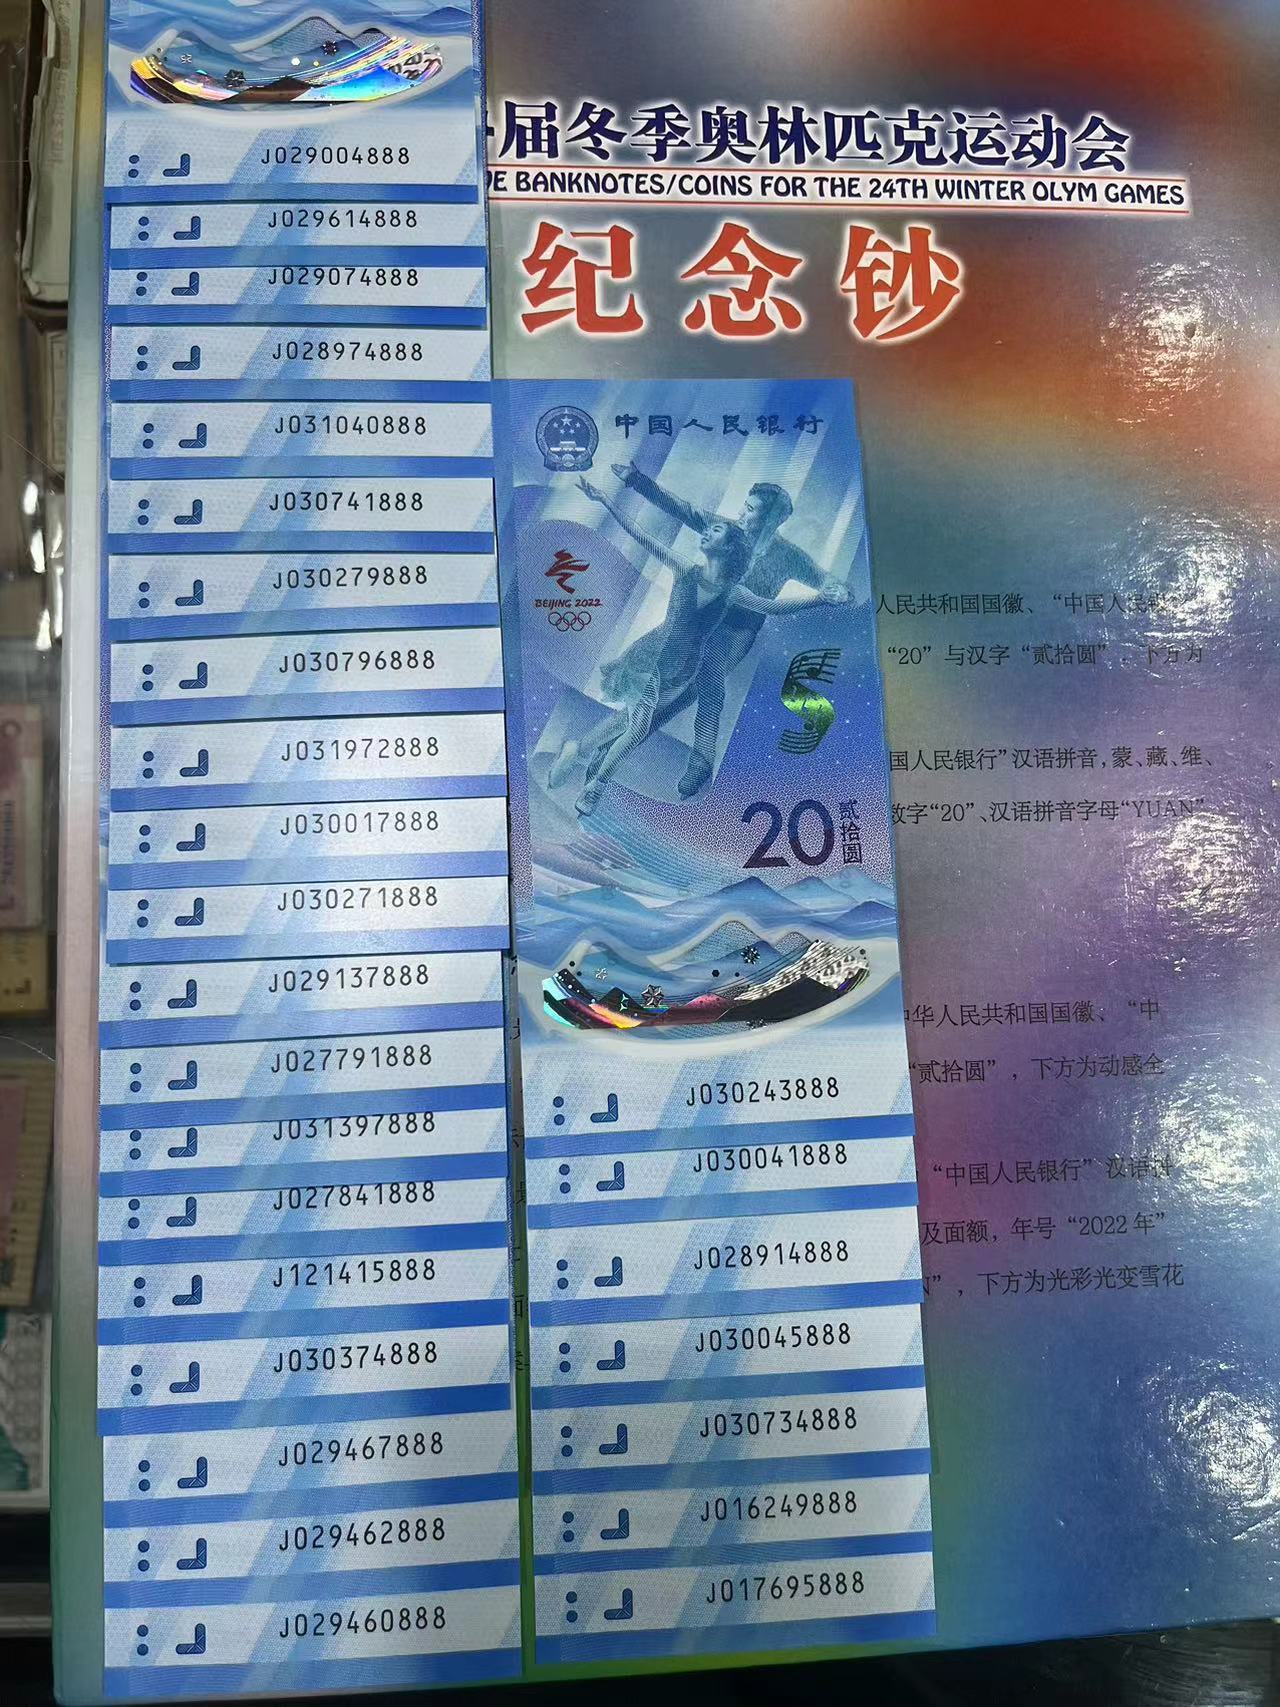 届冬季奥林匹克运动会
BANKNOTES/COINS FOR THE 24TH WINTER OLYM GAMES
纪念钞
J029004888
J029614888
J029074888
J028974888
J031040888
J030741888
J030279888
J030796888
J031972888
J030017888
J030271888
J029137888
J027791888
J031397888
J027841888
J121415888
J030374888
J029467888
J029462888
J029460888
中国人民银行
BEIJING 2022
20
贰拾圆
J030243888
J030041888
J028914888
J030045888
J030734888
J016249888
J017695888
人民共和国国徽、“中国人民银
“20”与汉字“贰拾圆”，下方为
国人民银行”汉语拼音，蒙、藏、维、
数字“20”、汉语拼音字母“YUAN”
华人民共和国国徽、“中
“贰拾圆”，下方为动感全
“中国人民银行”汉语拼
及面额，年号“2022年”
”，下方为光彩光变雪花